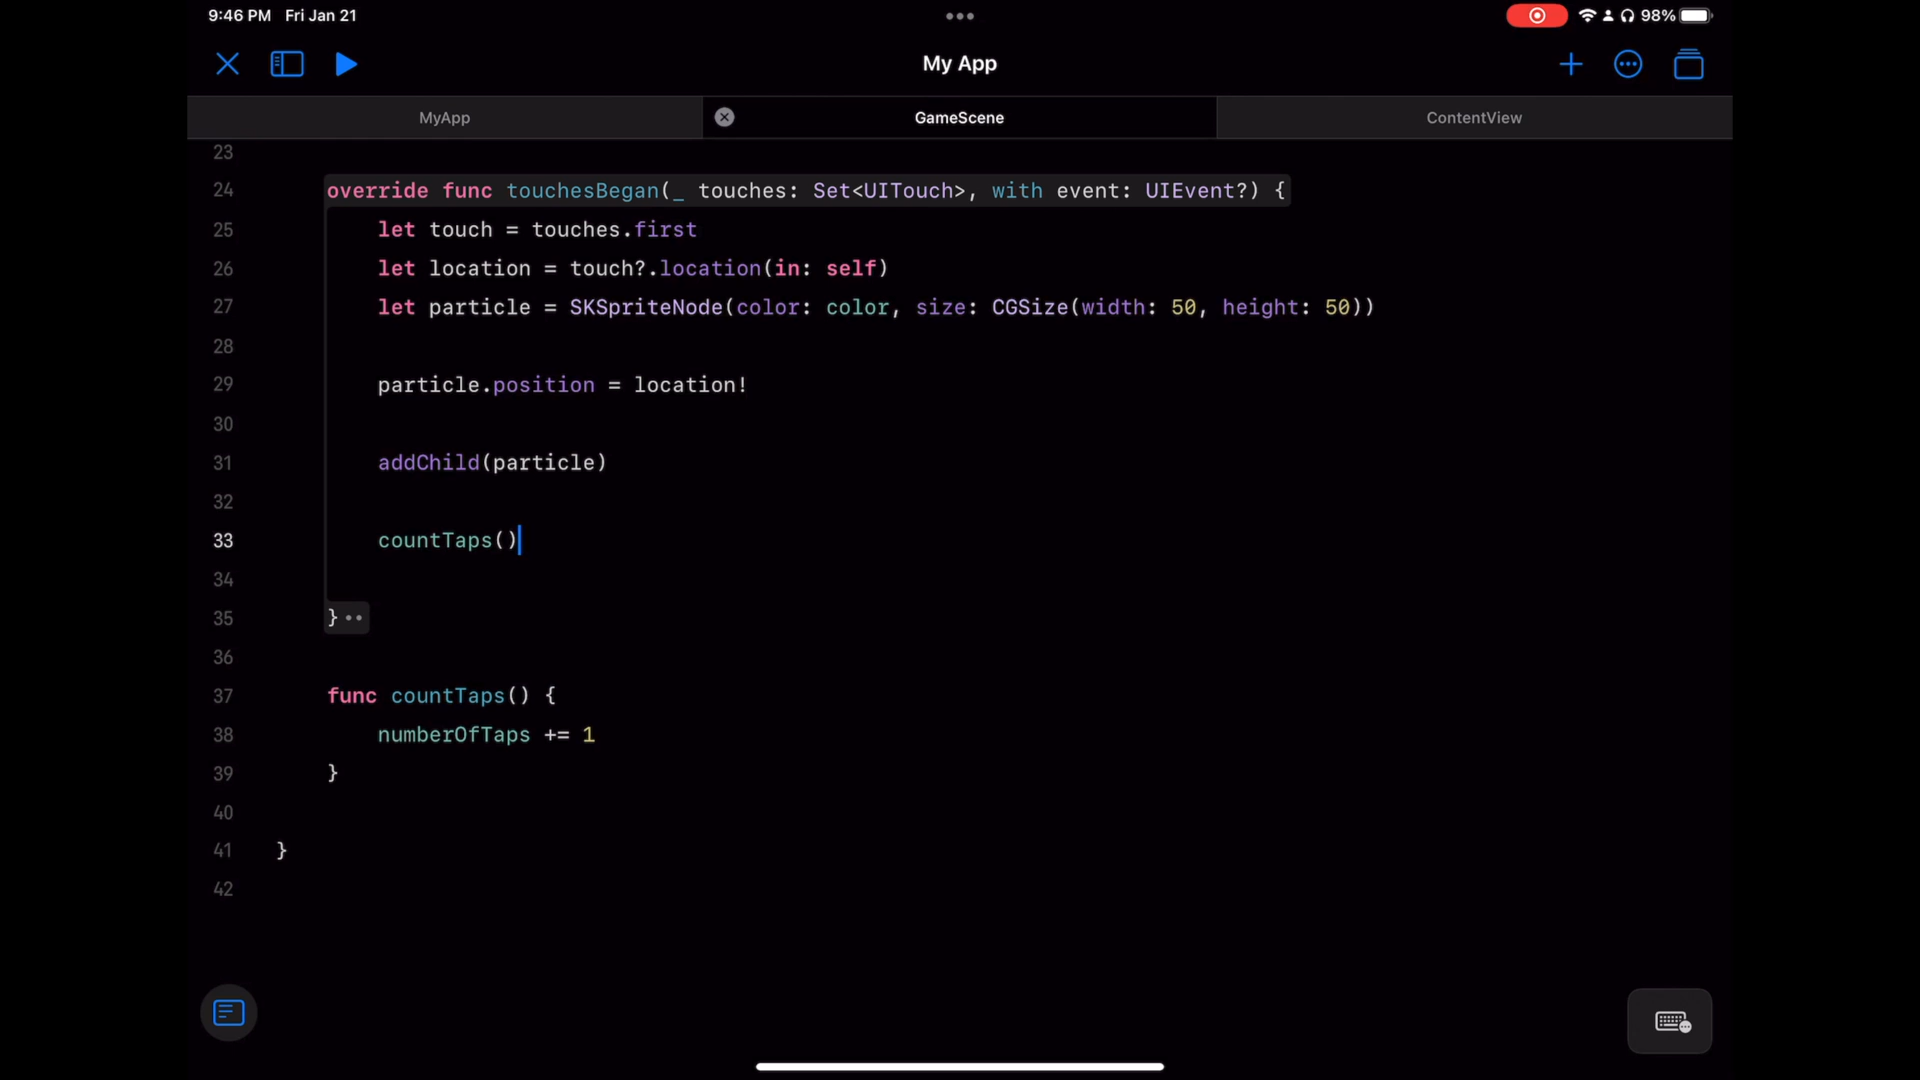 9:46 PM Fri Jan 21
98%
My App
MyApp
GameScene
ContentView
23
24 override func touchesBegan(_ touches: Set<UITouch>, with event: UIEvent?) {
25 let touch = touches.first
26 let location = touch?.location(in: self)
27 let particle = SKSpriteNode(color: color, size: CGSize(width: 50, height: 50))
28
29 particle.position = location!
30
31 addChild(particle)
32
33 countTaps()
34
35 }
36
37 func countTaps() {
38 numberOfTaps += 1
39 }
40
41 }
42